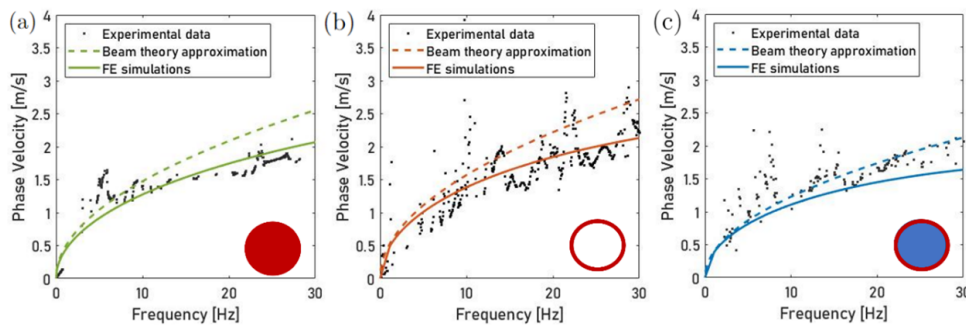 (a)
4
3.5
3
2.5
2
1.5
1
0.5
0
0
10
20
30
Phase Velocity [m/s]
Frequency [Hz]
Experimental data
Beam theory approximation
FE simulations
(b)
4
3.5
3
2.5
2
1.5
1
0.5
0
0
10
20
30
Phase Velocity [m/s]
Frequency [Hz]
Experimental data
Beam theory approximation
FE simulations
(c)
4
3.5
3
2.5
2
1.5
1
0.5
0
0
10
20
30
Phase Velocity [m/s]
Frequency [Hz]
Experimental data
Beam theory approximation
FE simulations